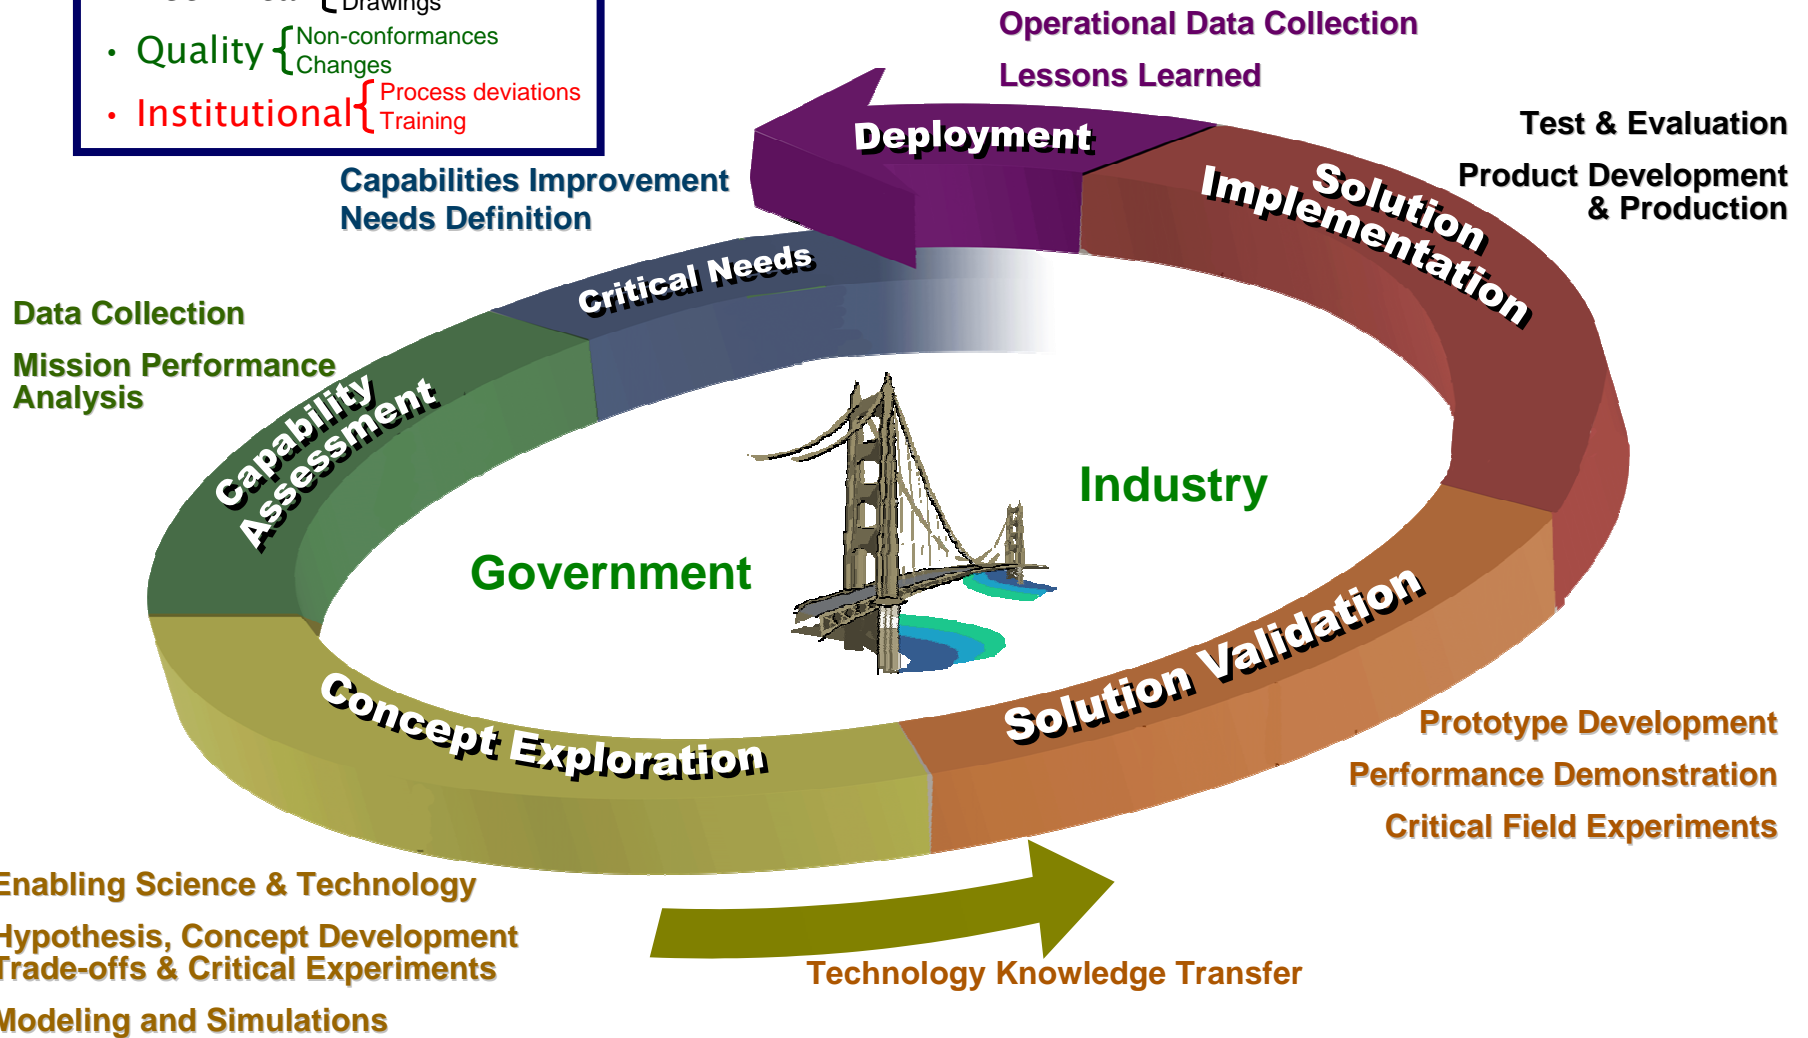 Drawings
• Quality { Non-conformances
Changes
• Institutional { Process deviations
Training
Operational Data Collection
Lessons Learned
Test & Evaluation
Product Development
& Production
Capabilities Improvement
Needs Definition
Data Collection
Mission Performance
Analysis
Deployment
Solution
Implementation
Critical Needs
Capability
Assessment
Industry
Government
Solution Validation
Concept Exploration
Prototype Development
Performance Demonstration
Critical Field Experiments
Enabling Science & Technology
Hypothesis, Concept Development
Trade-offs & Critical Experiments
Modeling and Simulations
Technology Knowledge Transfer